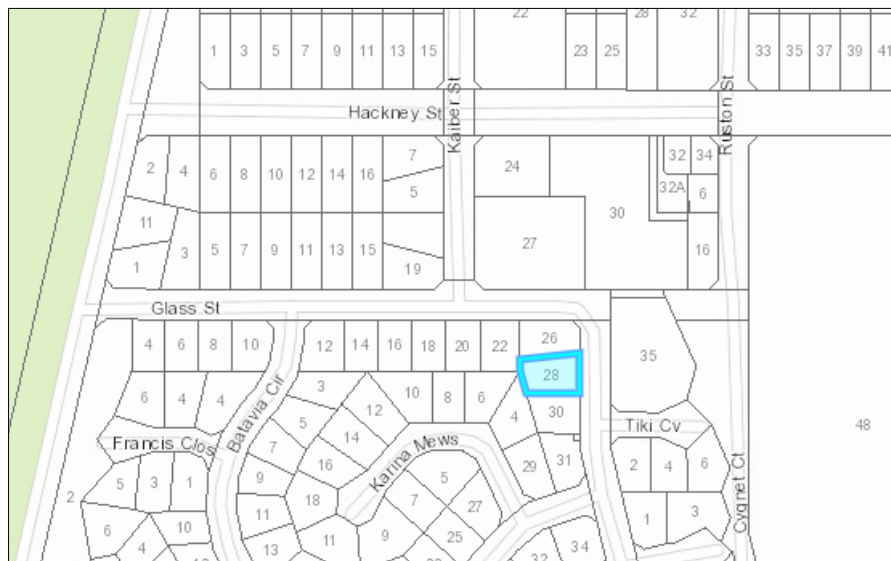 22
28
32
1 3 5 7 9 11 13 15
23 25
33 35 37 39 41
Hackney St
Kaiber St
Ruston St
2 4 6 8 10 12 14 16
7
5
24
32 34
32A
6
30
11
1
3
5 7 9 11 13 15
19
27
16
Glass St
4 6 8 10
12 14 16 18 20 22
26
28
35
6 4 4
Batavia Cir
3
5
7
9
11
13
10 8 6
12
14
16
18
11
4
30
Tiki Cv
48
Francis Clos
Karina Mews
5 3 1
2
6
4
10
5
7
9
27
25
29 31
2 4 6
1
3
Cygnet Ct
32
34